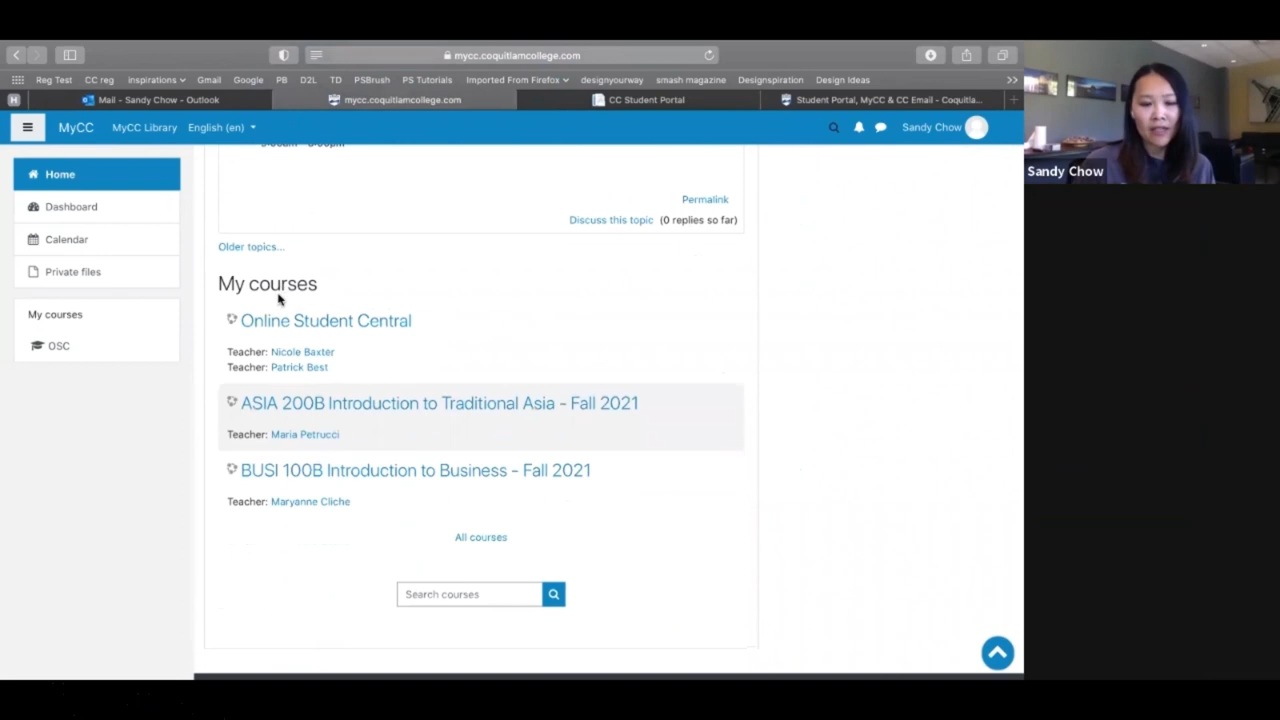 mycc.coquitlamcollege.com
Reg Test CC reg inspirations Gmail Google PB D2L TD PSBrush PS Tutorials Imported From Firefox designyourway smash magazine Designspiration Design Ideas
H Mail - Sandy Chow - Outlook mycc.coquitlamcollege.com CC Student Portal Student Portal, MyCC & CC Email - Coquitla...
MyCC MyCC Library English (en) Sandy Chow
Sandy Chow
Home
Dashboard
Calendar
Private files
My courses
OSC
Permalink
Discuss this topic (0 replies so far)
Older topics...
My courses
Online Student Central
Teacher: Nicole Baxter
Teacher: Patrick Best
ASIA 200B Introduction to Traditional Asia - Fall 2021
Teacher: Maria Petrucci
BUSI 100B Introduction to Business - Fall 2021
Teacher: Maryanne Cliche
All courses
Search courses